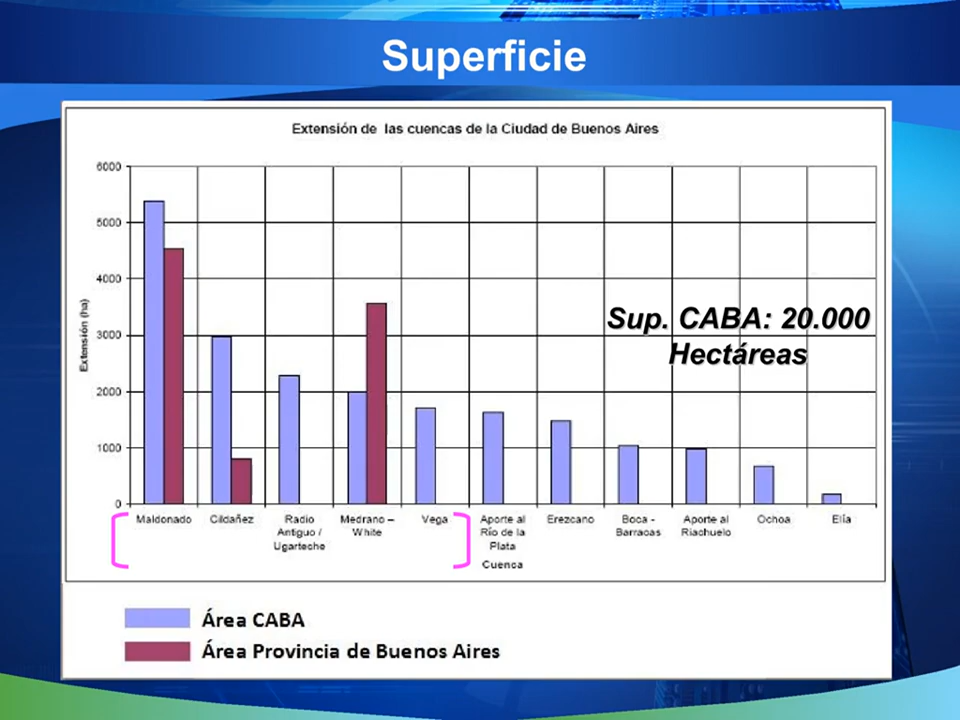 Superficie
Extensión de las cuencas de la Ciudad de Buenos Aires
6000
5000
4000
3000
2000
1000
0
Extensión (ha)
Sup. CABA: 20.000
Hectáreas
Maldonado
Cildañez
Radio
Antiguo /
Ugarteche
Medrano –
White
Vega
Aporte al
Río de la
Plata
Erezcano
Boca -
Barracas
Aporte al
Riachuelo
Ochoa
Elía
Cuenca
Área CABA
Área Provincia de Buenos Aires